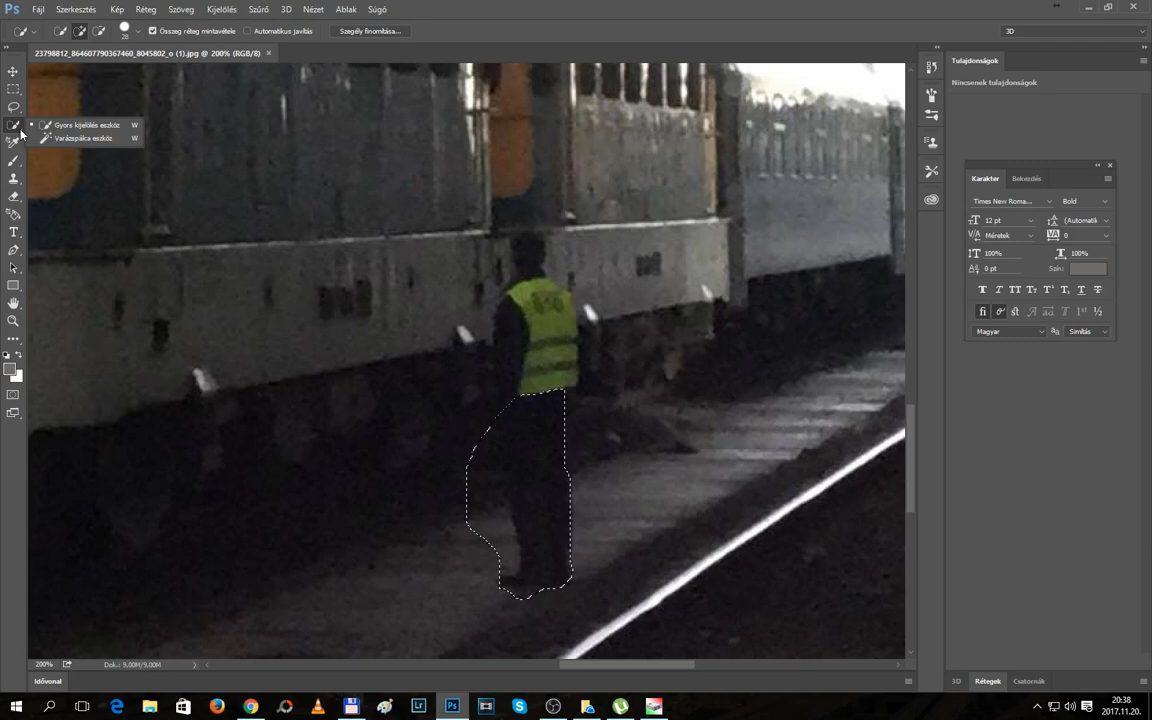 Ps Fájl Szerkesztés Kép Réteg Szöveg Kijelölés Szűrő 3D Nézet Ablak Súgó
28 Összeg réteg mintavétele Automatikus javítás Szegély finomítása... 3D
23798812_864607790367460_8045802_o (1).jpg @ 200% (RGB/8) ×
Tulajdonságok
Nincsenek tulajdonságok
Gyors kijelölés eszköz W
Varázspálca eszköz W
Karakter Bekezdés
Times New Roma... Bold
12 pt (Automatik
Méretek 0
100% 100%
0 pt Szín:
Magyar Simítás
200% Dok.: 9,00M/9,00M
Idővonal 3D Rétegek Csatornák
Lr Ps
20:38
2017.11.20.